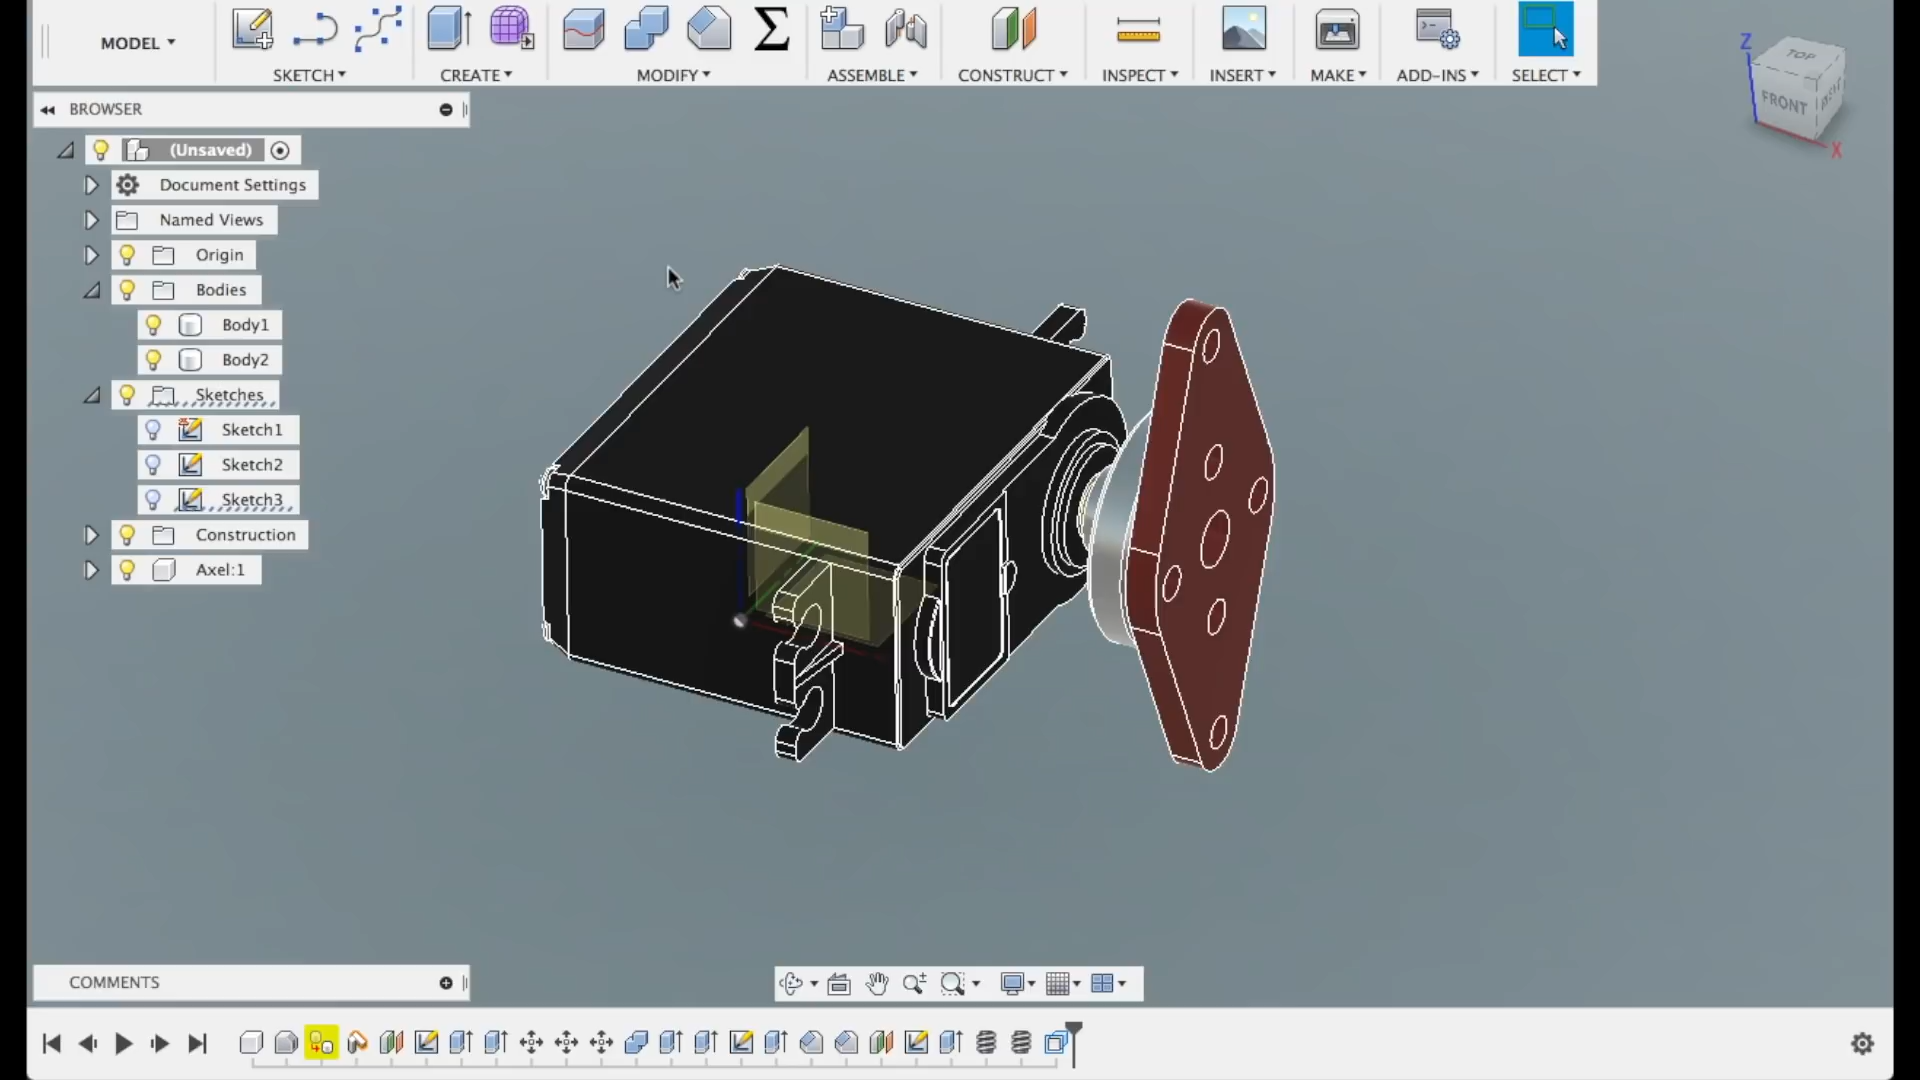 MODEL
SKETCH
CREATE
MODIFY
ASSEMBLE
CONSTRUCT
INSPECT
INSERT
MAKE
ADD-INS
SELECT
Z
TOP
FRONT
RIGHT
X
BROWSER
(Unsaved)
Document Settings
Named Views
Origin
Bodies
Body1
Body2
Sketches
Sketch1
Sketch2
Sketch3
Construction
Axel:1
COMMENTS